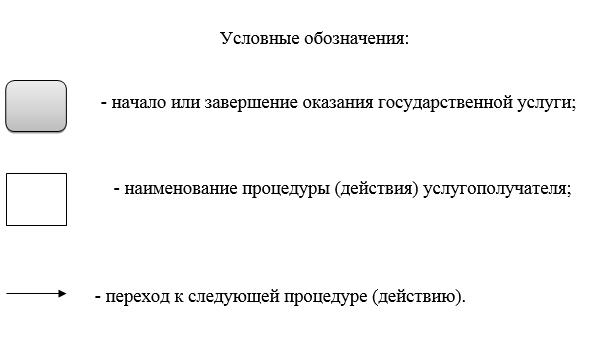 Условные обозначения:
- начало или завершение оказания государственной услуги;
- наименование процедуры (действия) услугополучателя;
- переход к следующей процедуре (действию).